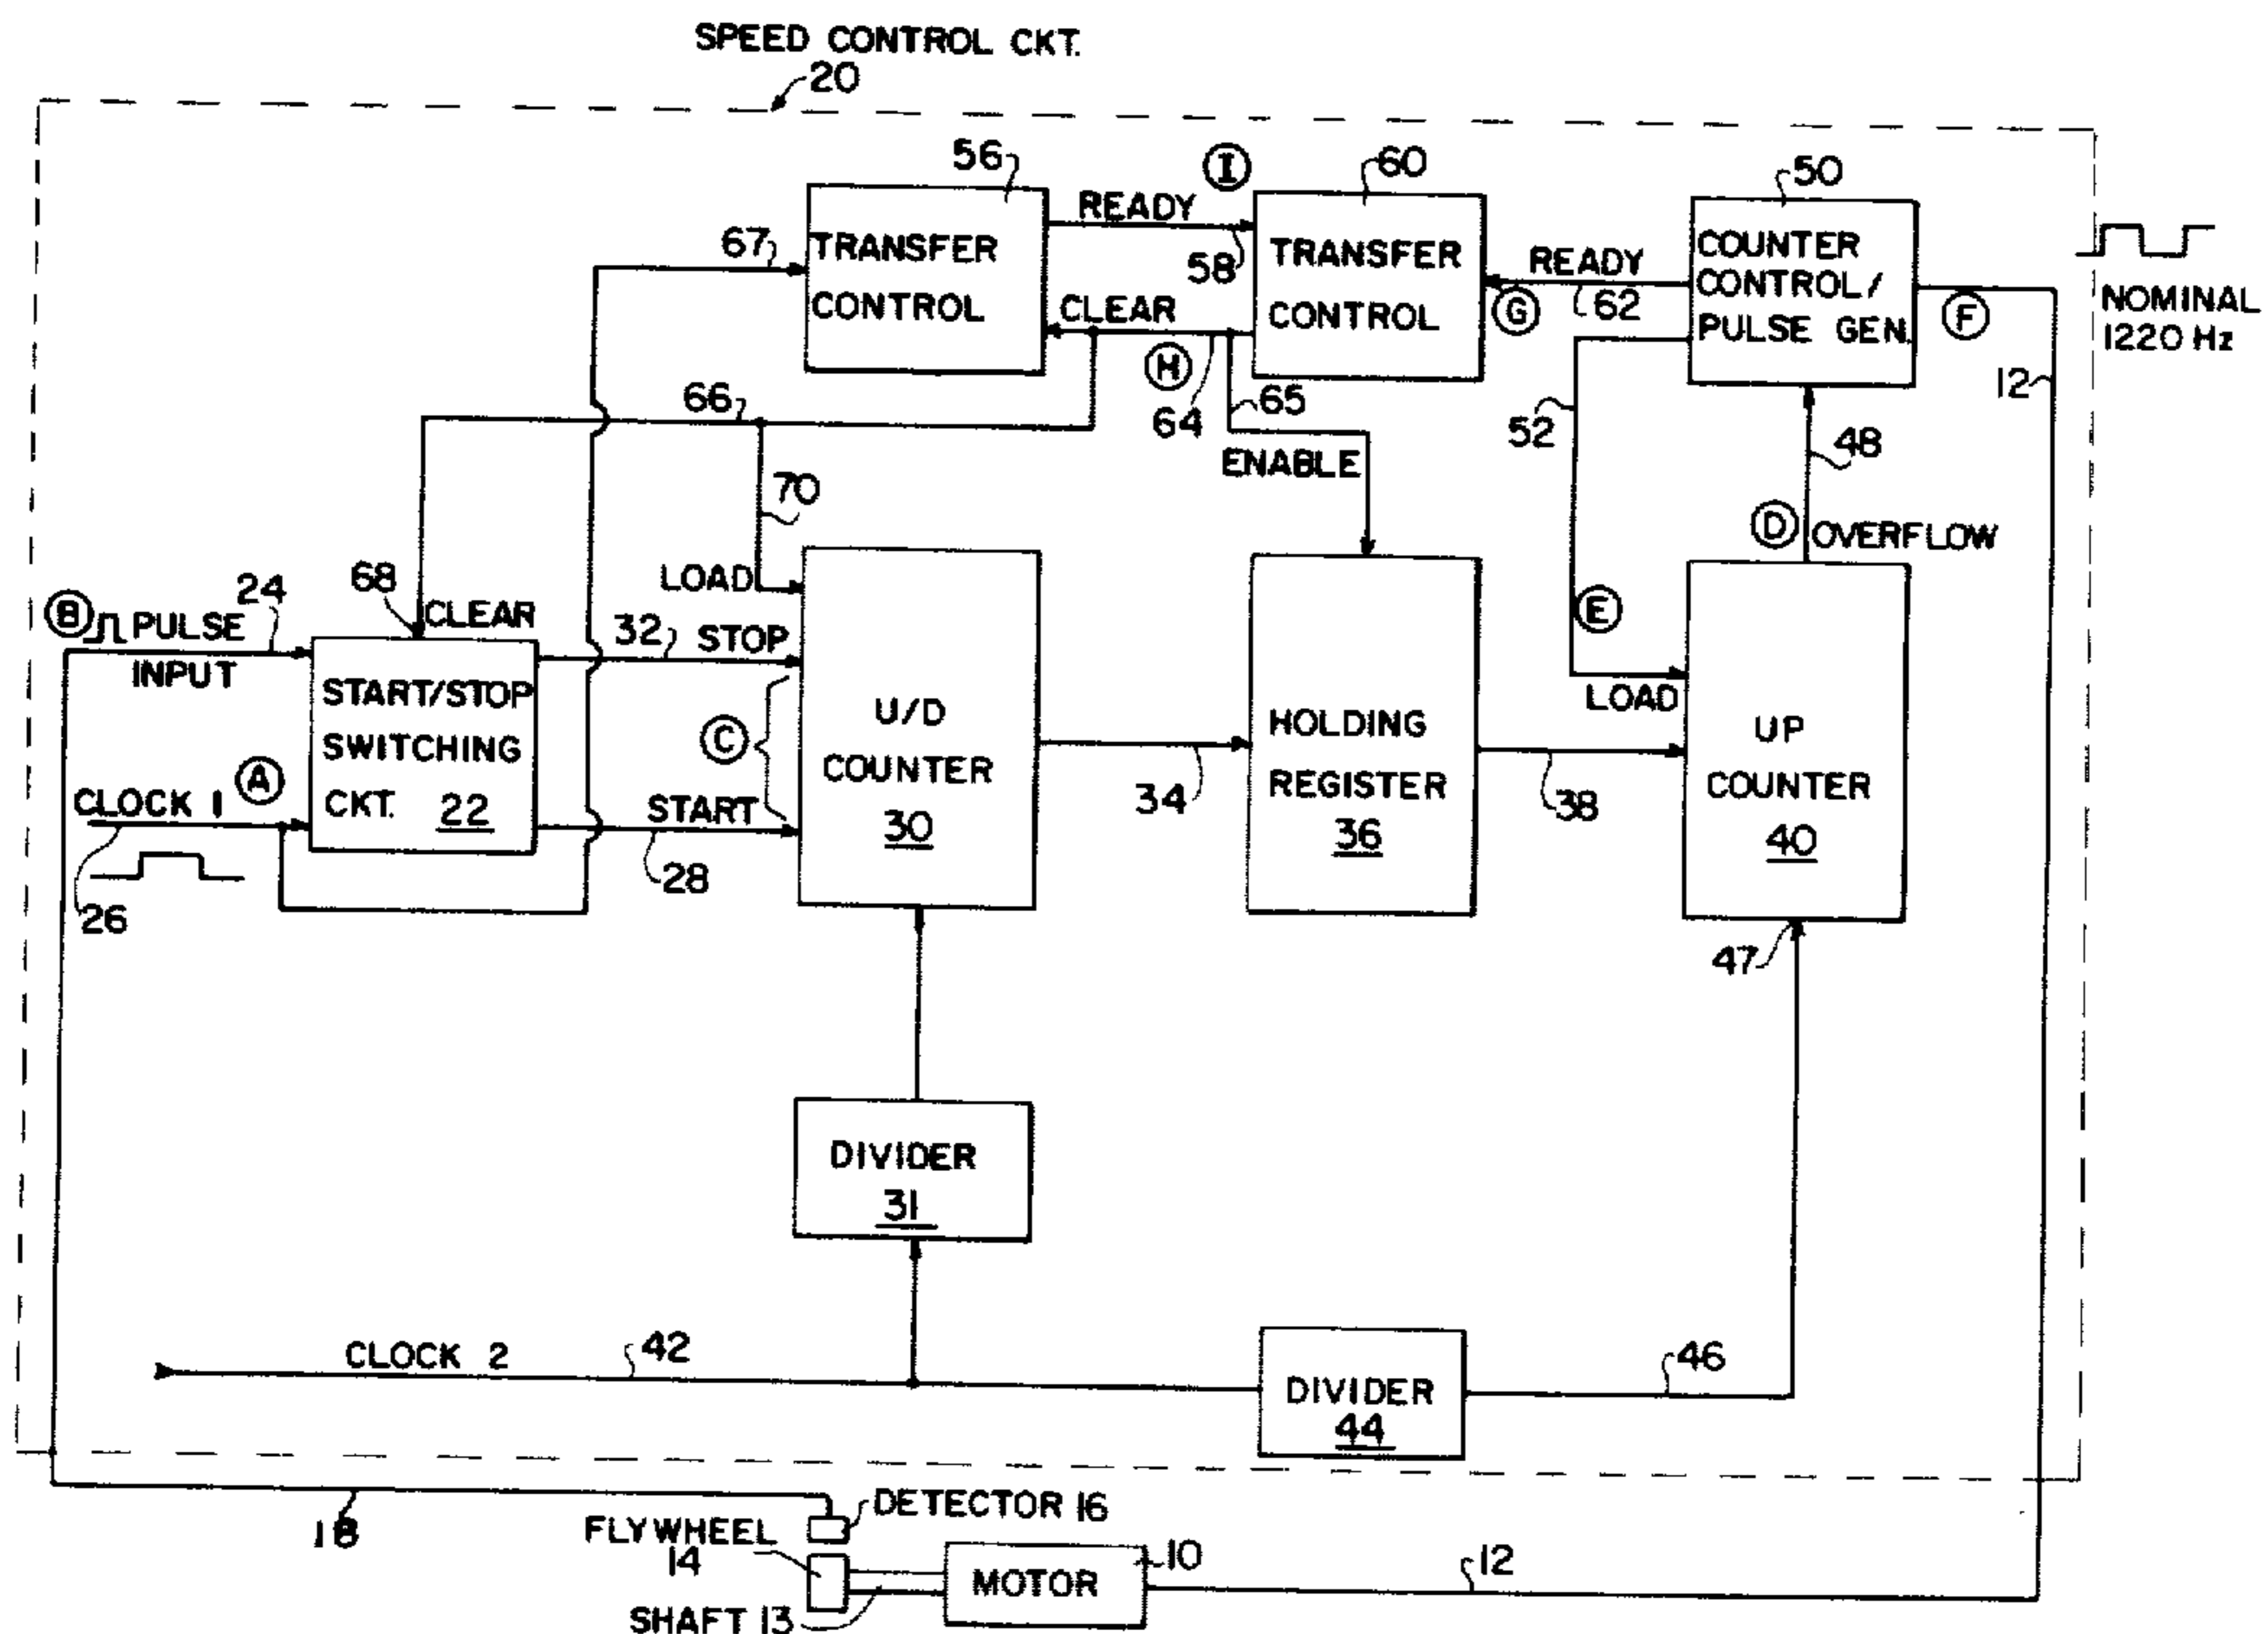 SPEED CONTROL CKT.
20
56
I
60
50
READY
67
TRANSFER
CONTROL
58
TRANSFER
CONTROL
READY
62
G
COUNTER
CONTROL/
PULSE GEN.
F
NOMINAL
1220 Hz
CLEAR
H
64
65
66
52
48
12
ENABLE
70
D
OVERFLOW
68
LOAD
B
PULSE
INPUT
24
CLEAR
32
STOP
E
LOAD
START/STOP
SWITCHING
CKT. 22
C
U/D
COUNTER
30
HOLDING
REGISTER
36
UP
COUNTER
40
A
CLOCK 1
START
34
38
26
28
47
DIVIDER
31
CLOCK 2
42
DIVIDER
44
46
18
DETECTOR 16
FLYWHEEL
14
MOTOR
10
12
SHAFT 13